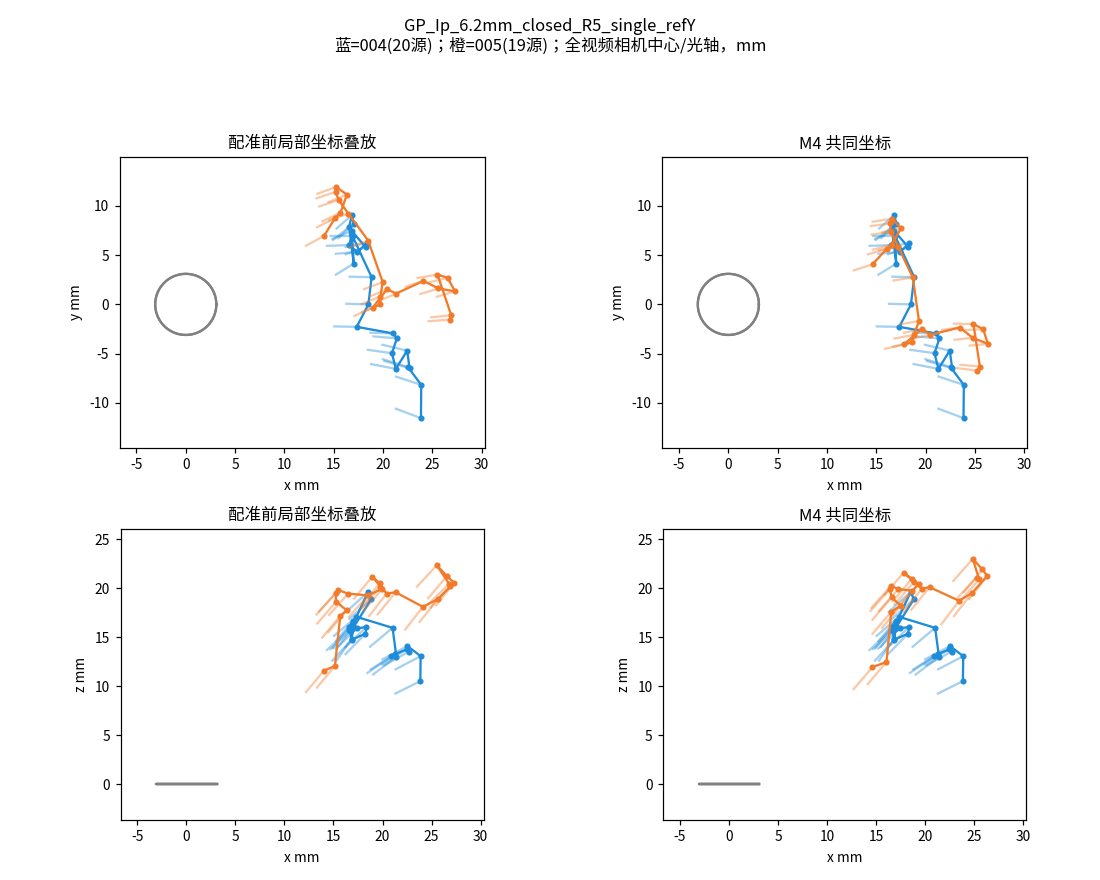 GP_Ip_6.2mm_closed_R5_single_refY
蓝=004(20源)；橙=005(19源)；全视频相机中心/光轴，mm
配准前局部坐标叠放
M4 共同坐标
10
5
0
-5
-10
y mm
-5 0 5 10 15 20 25 30
x mm
10
5
0
-5
-10
y mm
-5 0 5 10 15 20 25 30
x mm
配准前局部坐标叠放
M4 共同坐标
25
20
15
10
5
0
z mm
-5 0 5 10 15 20 25 30
x mm
25
20
15
10
5
0
z mm
-5 0 5 10 15 20 25 30
x mm